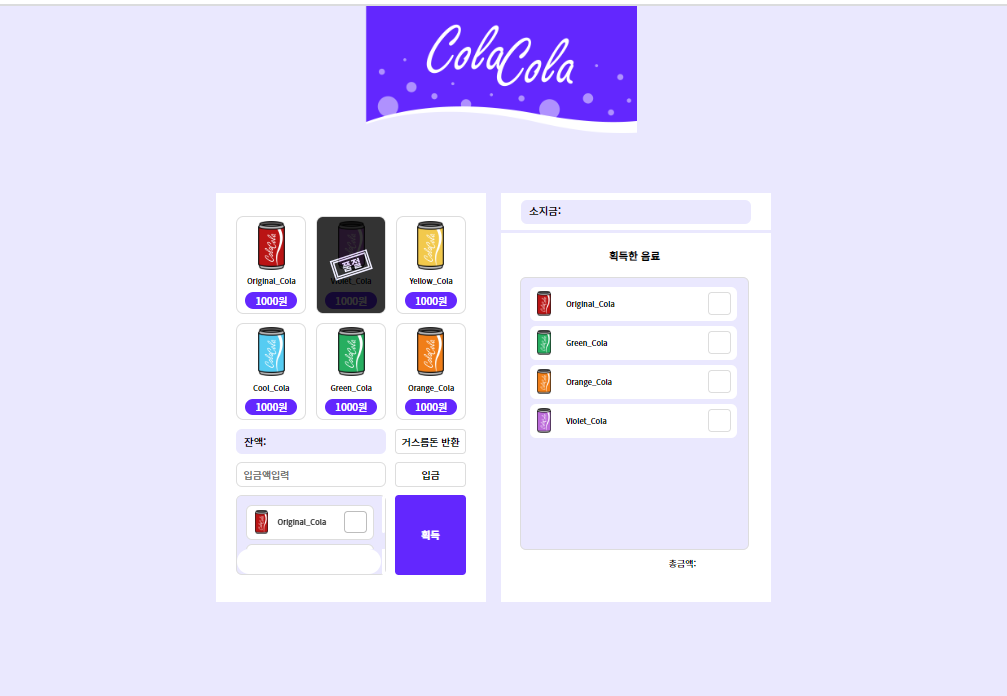 ColaCola
Original_Cola
1000원
품절
Violet_Cola
1000원
Yellow_Cola
1000원
Cool_Cola
1000원
Green_Cola
1000원
Orange_Cola
1000원
잔액:
거스름돈 반환
입금액입력
입금
Original_Cola
획득
소지금:
획득한 음료
Original_Cola
Green_Cola
Orange_Cola
Violet_Cola
총금액: